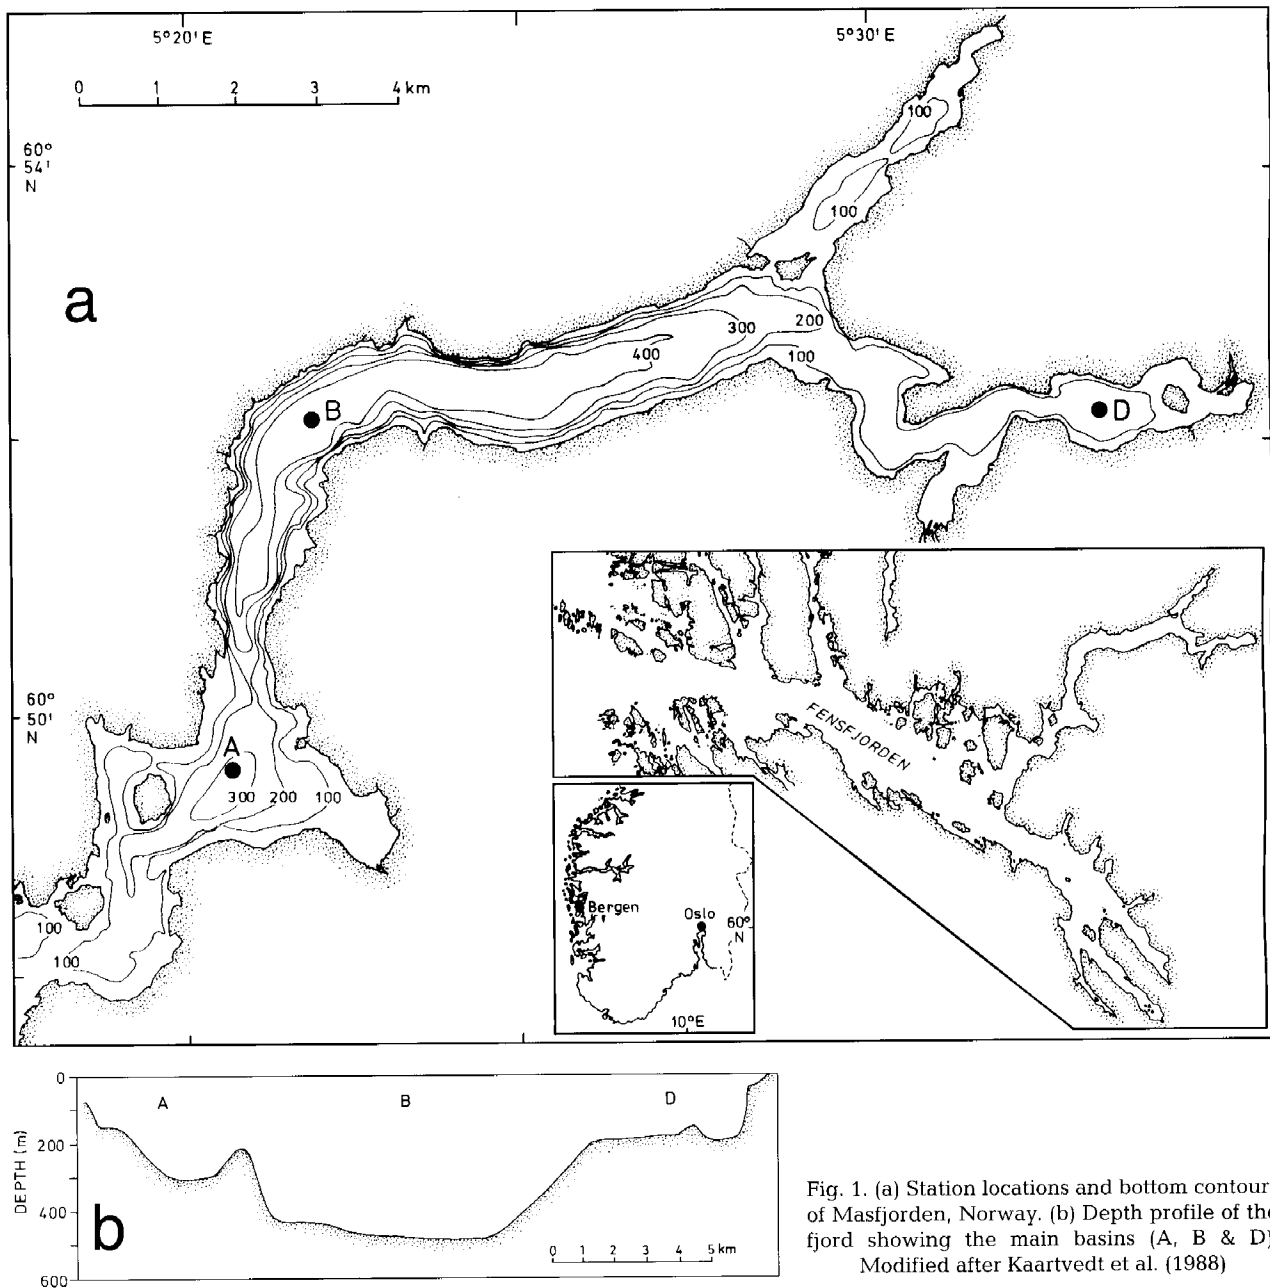 5°20'E
5°30'E
0 1 2 3 4 km
60°
54'
N
100
100
a
300
200
400
100
B
D
60°
50'
N
A
300 200 100
100
100
FENSFJORDEN
Bergen
Oslo
60°
N
10°E
0
A
B
D
DEPTH (m)
200
400
b
0 1 2 3 4 5 km
600
Fig. 1. (a) Station locations and bottom contour
of Masfjorden, Norway. (b) Depth profile of the
fjord showing the main basins (A, B & D)
Modified after Kaartvedt et al. (1988)